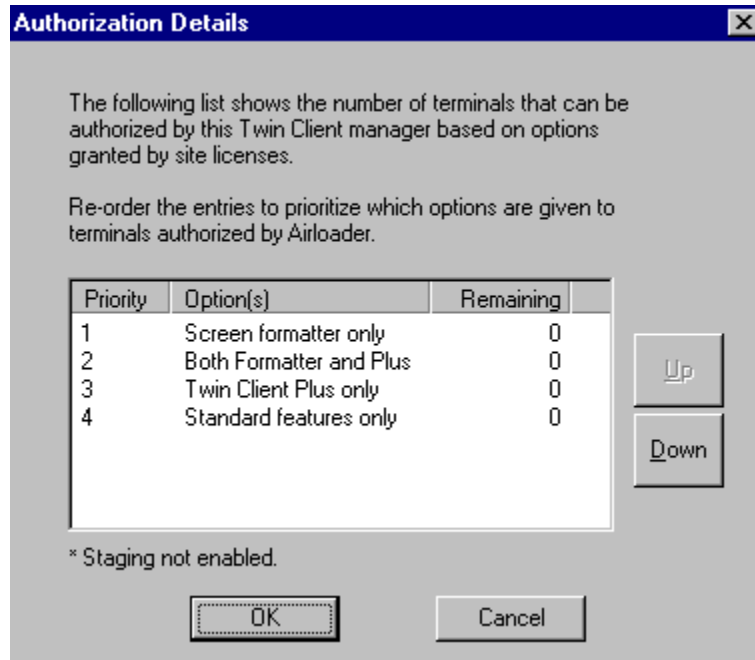 Authorization Details
The following list shows the number of terminals that can be
authorized by this Twin Client manager based on options
granted by site licenses.
Re-order the entries to prioritize which options are given to
terminals authorized by Airloader.
Priority Option(s) Remaining
1 Screen formatter only 0
2 Both Formatter and Plus 0
3 Twin Client Plus only 0
4 Standard features only 0
Up
Down
* Staging not enabled.
OK Cancel